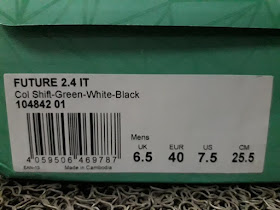 FUTURE 2.4 IT
Col Shift-Green-White-Black
104842 01
Mens
UK EUR US CM
6.5 40 7.5 25.5
4 059506 469787
Made in Cambodia